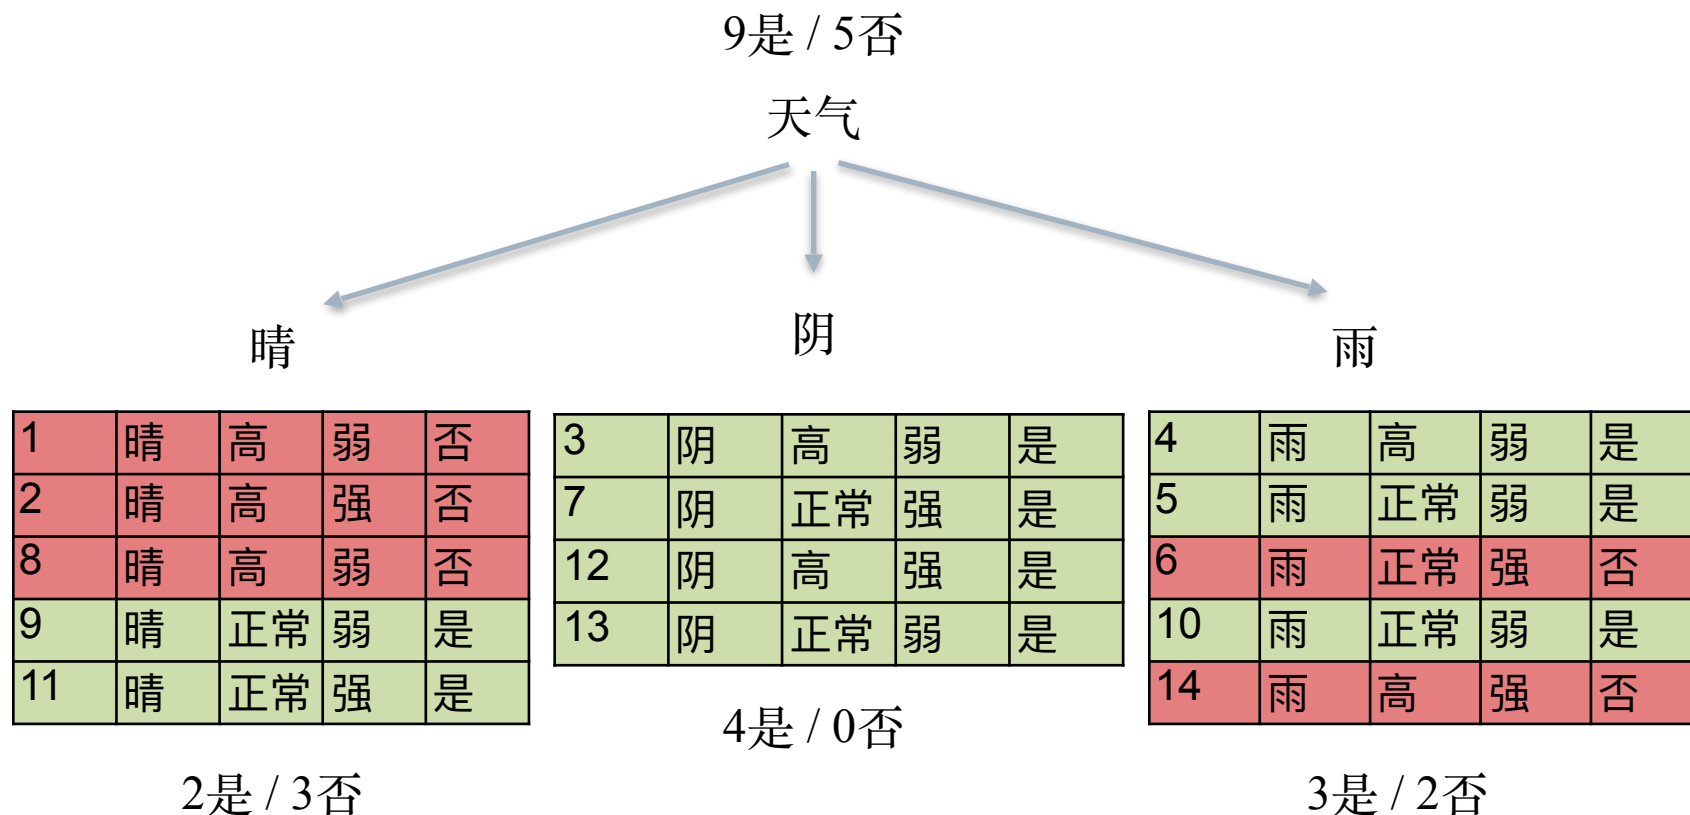 9是 / 5否
天气
晴
阴
雨
1 晴 高 弱 否
2 晴 高 强 否
8 晴 高 弱 否
9 晴 正常 弱 是
11 晴 正常 强 是
2是 / 3否
3 阴 高 弱 是
7 阴 正常 强 是
12 阴 高 强 是
13 阴 正常 弱 是
4是 / 0否
4 雨 高 弱 是
5 雨 正常 弱 是
6 雨 正常 强 否
10 雨 正常 弱 是
14 雨 高 强 否
3是 / 2否